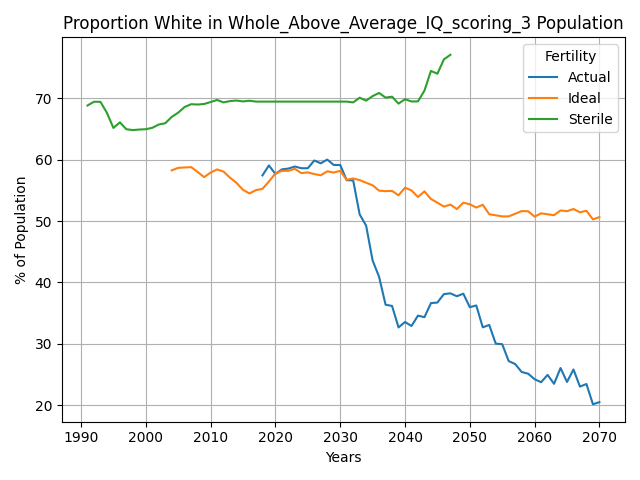 Proportion White in Whole_Above_Average_IQ_scoring_3 Population
Fertility
Actual
Ideal
Sterile
% of Population
70
60
50
40
30
20
1990 2000 2010 2020 2030 2040 2050 2060 2070
Years